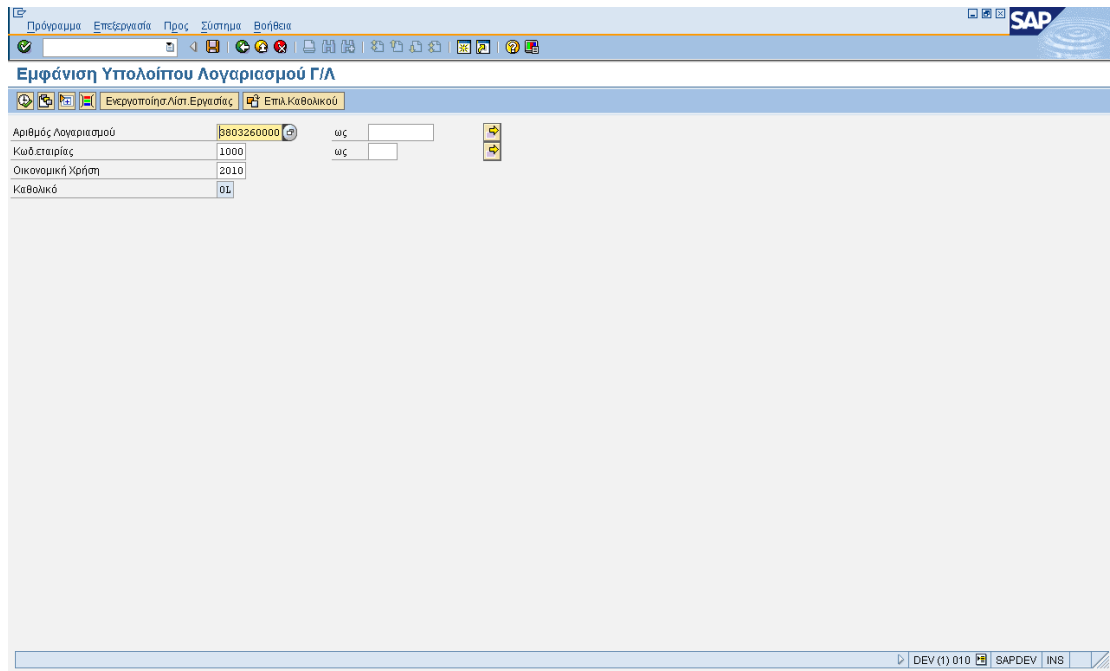 Πρόγραμμα Επεξεργασία Προς Σύστημα Βοήθεια
SAP
Εμφάνιση Υπολοίπου Λογαριασμού Γ/Λ
Ενεργοποίησ.Λίστ.Εργασίας Επιλ.Καθολικού
Αριθμός Λογαριασμού 3803260000 ως
Κωδ.εταιρίας 1000 ως
Οικονομική Χρήση 2010
Καθολικό 0L
DEV (1) 010 SAPDEV INS